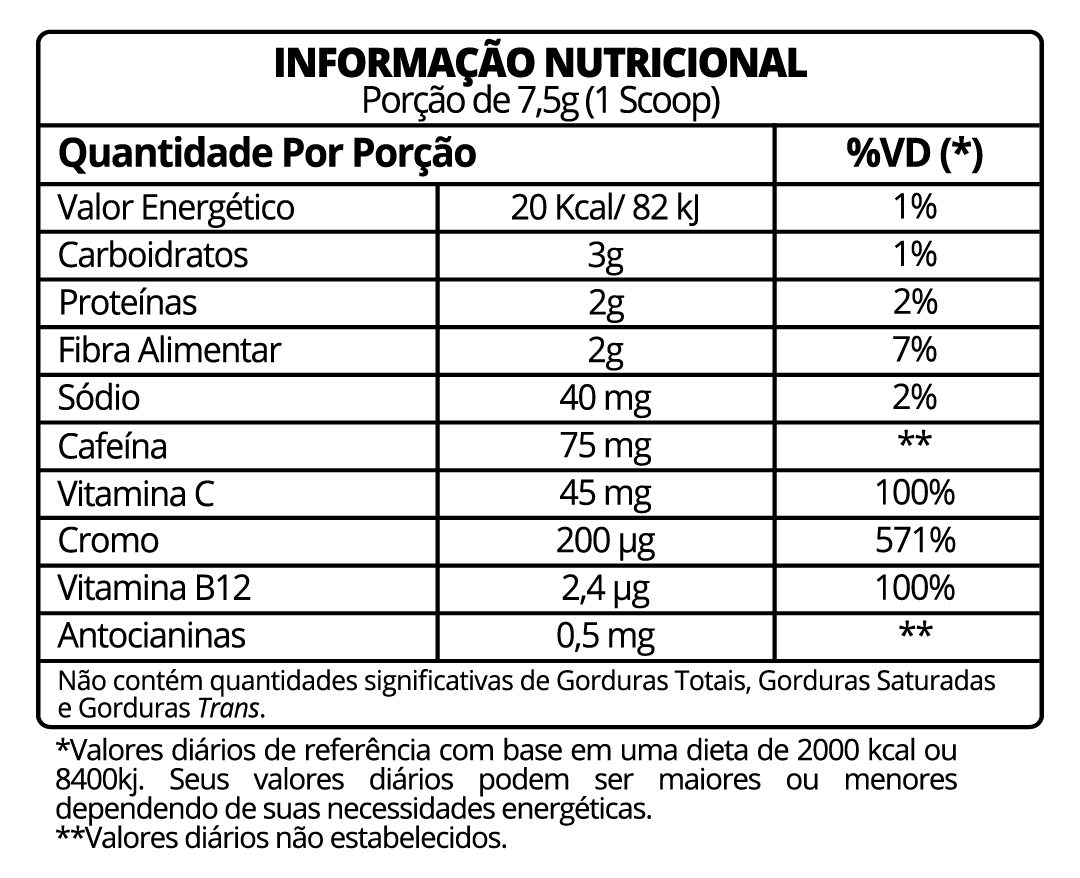 INFORMAÇÃO NUTRICIONAL
Porção de 7,5g (1 Scoop)
Quantidade Por Porção %VD (*)
Valor Energético 20 Kcal/ 82 kJ 1%
Carboidratos 3g 1%
Proteínas 2g 2%
Fibra Alimentar 2g 7%
Sódio 40 mg 2%
Cafeína 75 mg **
Vitamina C 45 mg 100%
Cromo 200 µg 571%
Vitamina B12 2,4 µg 100%
Antocianinas 0,5 mg **
Não contém quantidades significativas de Gorduras Totais, Gorduras Saturadas
e Gorduras Trans.
*Valores diários de referência com base em uma dieta de 2000 kcal ou
8400kj. Seus valores diários podem ser maiores ou menores
dependendo de suas necessidades energéticas.
**Valores diários não estabelecidos.